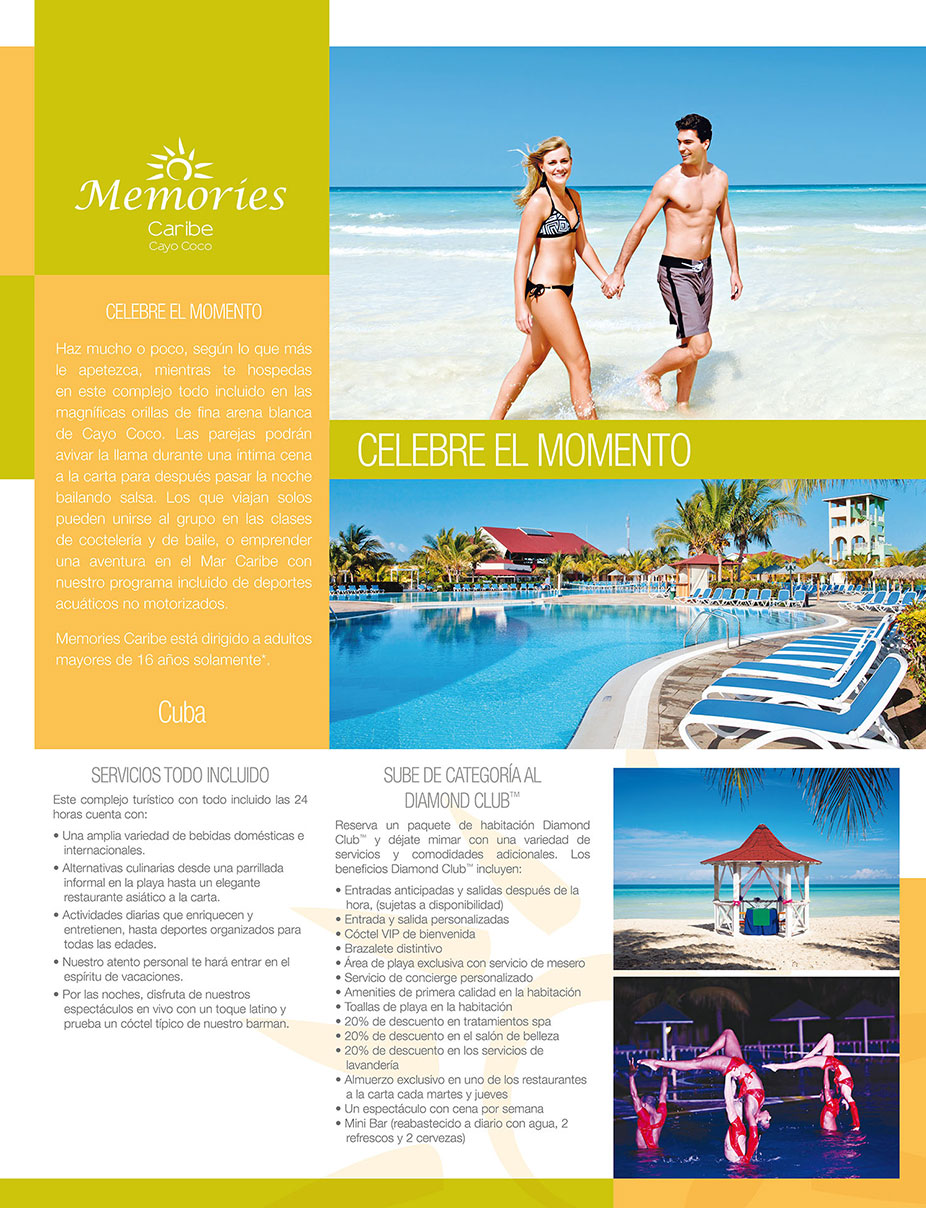 Memories
Caribe
Cayo Coco
CELEBRE EL MOMENTO
Haz mucho o poco, según lo que más
le apetezca, mientras te hospedas
en este complejo todo incluido en las
magníficas orillas de fina arena blanca
de Cayo Coco. Las parejas podrán
avivar la llama durante una íntima cena
a la carta para después pasar la noche
bailando salsa. Los que viajan solos
pueden unirse al grupo en las clases
de coctelería y de baile, o emprender
una aventura en el Mar Caribe con
nuestro programa incluido de deportes
acuáticos no motorizados.
Memories Caribe está dirigido a adultos
mayores de 16 años solamente*.
Cuba
CELEBRE EL MOMENTO
SERVICIOS TODO INCLUIDO
Este complejo turístico con todo incluido las 24
horas cuenta con:
• Una amplia variedad de bebidas domésticas e
internacionales.
• Alternativas culinarias desde una parrillada
informal en la playa hasta un elegante
restaurante asiático a la carta.
• Actividades diarias que enriquecen y
entretienen, hasta deportes organizados para
todas las edades.
• Nuestro atento personal te hará entrar en el
espíritu de vacaciones.
• Por las noches, disfruta de nuestros
espectáculos en vivo con un toque latino y
prueba un cóctel típico de nuestro barman.
SUBE DE CATEGORÍA AL
DIAMOND CLUB™
Reserva un paquete de habitación Diamond
Club™ y déjate mimar con una variedad de
servicios y comodidades adicionales. Los
beneficios Diamond Club™ incluyen:
• Entradas anticipadas y salidas después de la
hora, (sujetas a disponibilidad)
• Entrada y salida personalizadas
• Cóctel VIP de bienvenida
• Brazalete distintivo
• Área de playa exclusiva con servicio de mesero
• Servicio de concierge personalizado
• Amenities de primera calidad en la habitación
• Toallas de playa en la habitación
• 20% de descuento en tratamientos spa
• 20% de descuento en el salón de belleza
• 20% de descuento en los servicios de
lavandería
• Almuerzo exclusivo en uno de los restaurantes
a la carta cada martes y jueves
• Un espectáculo con cena por semana
• Mini Bar (reabastecido a diario con agua, 2
refrescos y 2 cervezas)